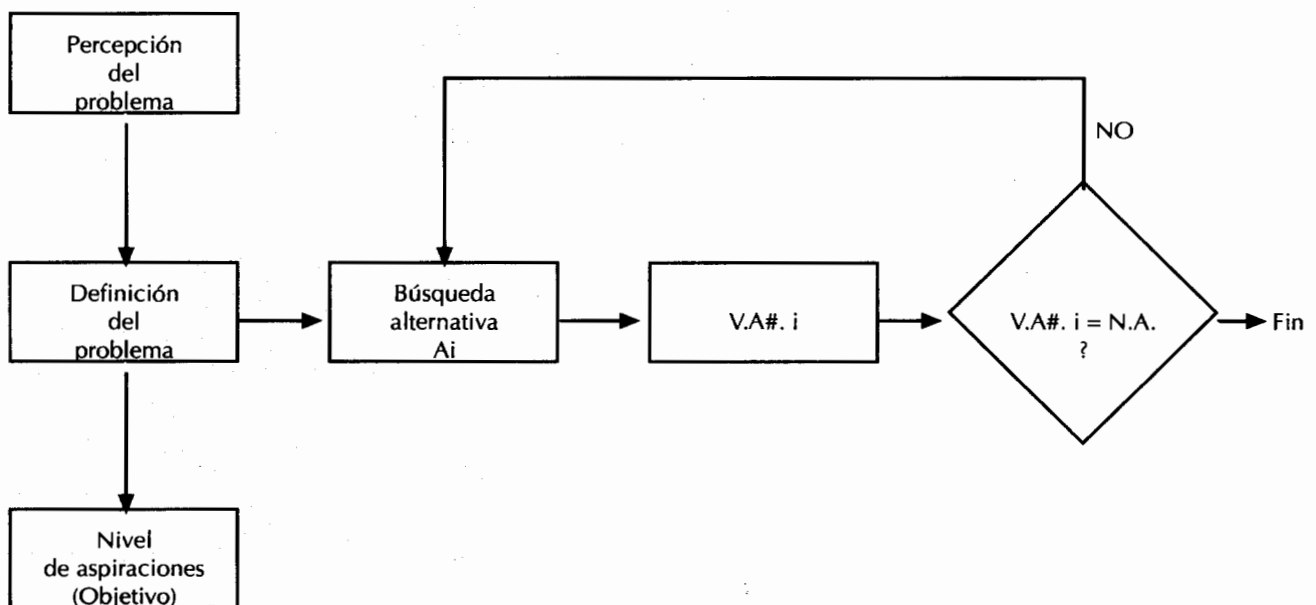 Percepción
del
problema
NO
Definición
del
problema
Búsqueda
alternativa
Ai
V.A#. i
V.A#. i = N.A.
?
Fin
Nivel
de aspiraciones
(Objetivo)